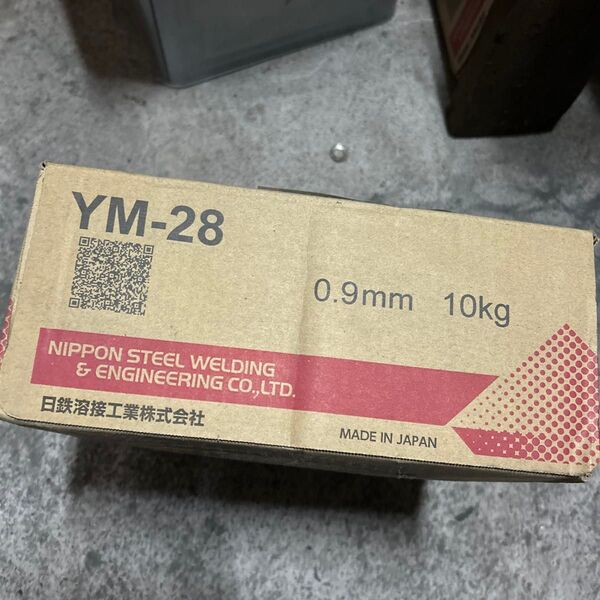 YM-28
0.9mm 10kg
NIPPON STEEL WELDING
& ENGINEERING CO.,LTD.
日鉄溶接工業株式会社
MADE IN JAPAN